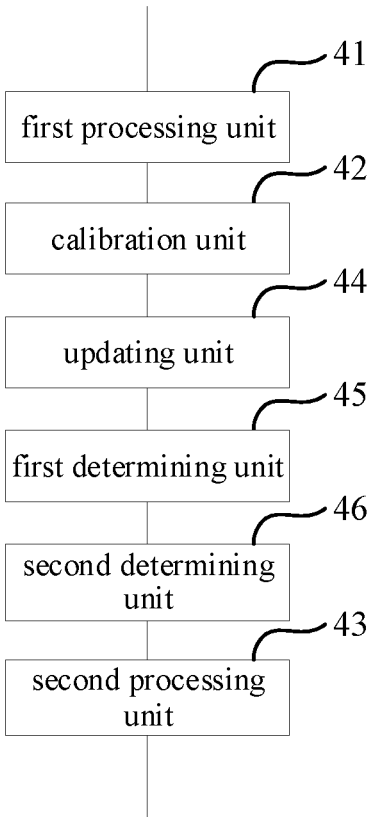 41
first processing unit
42
calibration unit
44
updating unit
45
first determining unit
46
second determining
unit
43
second processing
unit